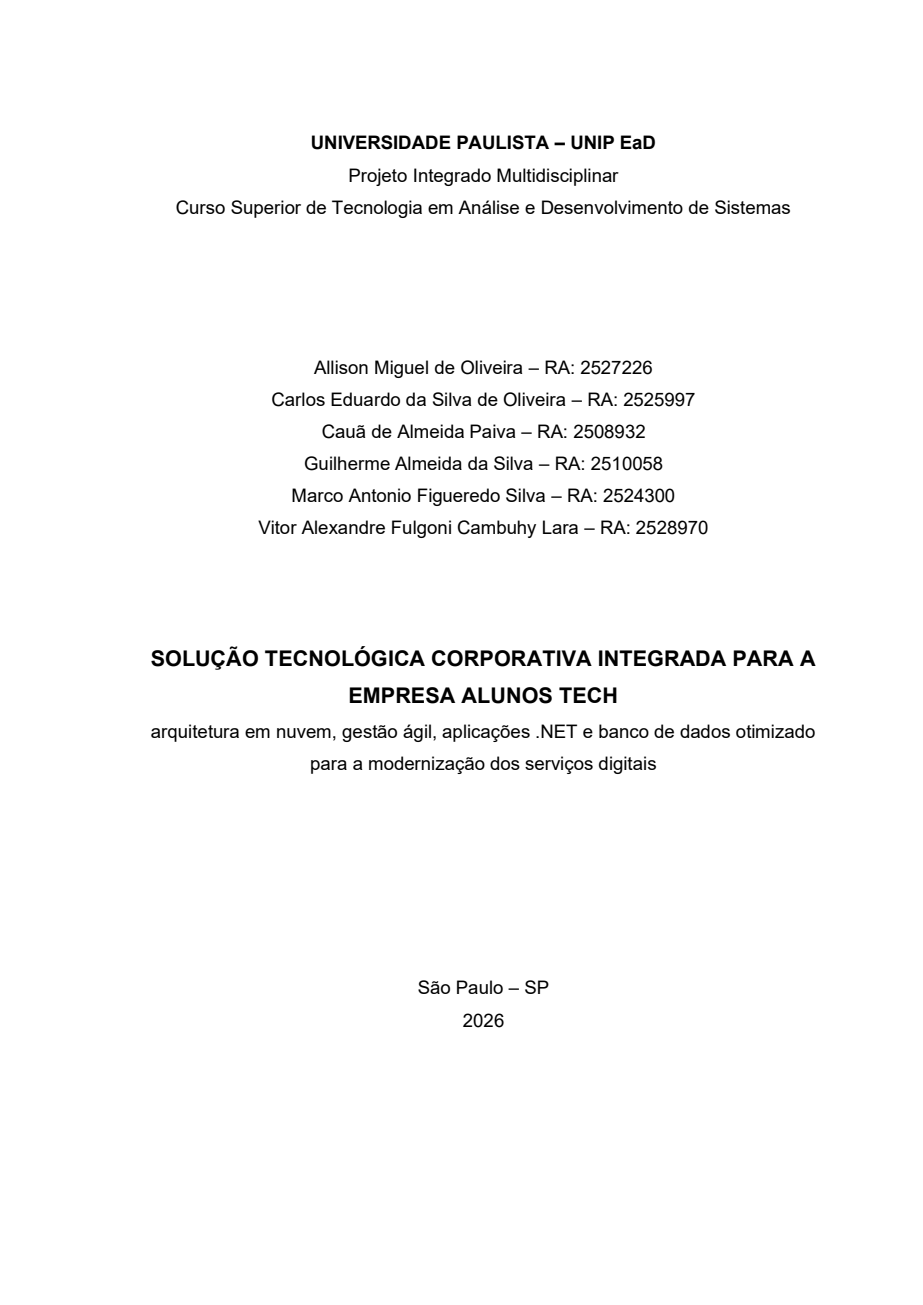 UNIVERSIDADE PAULISTA – UNIP EaD
Projeto Integrado Multidisciplinar
Curso Superior de Tecnologia em Análise e Desenvolvimento de Sistemas
Allison Miguel de Oliveira – RA: 2527226
Carlos Eduardo da Silva de Oliveira – RA: 2525997
Cauã de Almeida Paiva – RA: 2508932
Guilherme Almeida da Silva – RA: 2510058
Marco Antonio Figueredo Silva – RA: 2524300
Vitor Alexandre Fulgoni Cambuhy Lara – RA: 2528970
SOLUÇÃO TECNOLÓGICA CORPORATIVA INTEGRADA PARA A
EMPRESA ALUNOS TECH
arquitetura em nuvem, gestão ágil, aplicações .NET e banco de dados otimizado
para a modernização dos serviços digitais
São Paulo – SP
2026